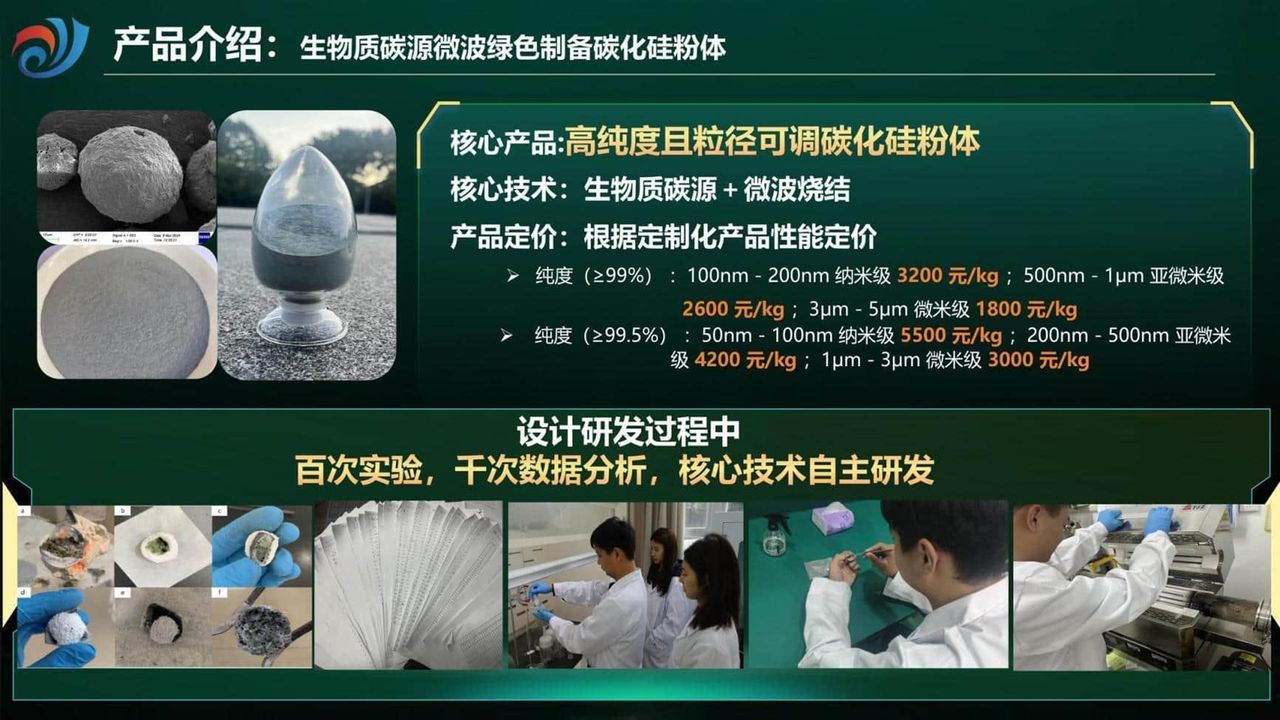 产品介绍：生物质碳源微波绿色制备碳化硅粉体
核心产品:高纯度且粒径可调碳化硅粉体
核心技术：生物质碳源+微波烧结
产品定价：根据定制化产品性能定价
➢ 纯度（≥99%）：100nm - 200nm 纳米级 3200 元/kg；500nm - 1μm 亚微米级
2600 元/kg；3μm - 5μm 微米级 1800 元/kg
➢ 纯度（≥99.5%）：50nm - 100nm 纳米级 5500 元/kg；200nm - 500nm 亚微米
级 4200 元/kg；1μm - 3μm 微米级 3000 元/kg
设计研发过程中
百次实验，千次数据分析，核心技术自主研发
a
b
c
d
e
f